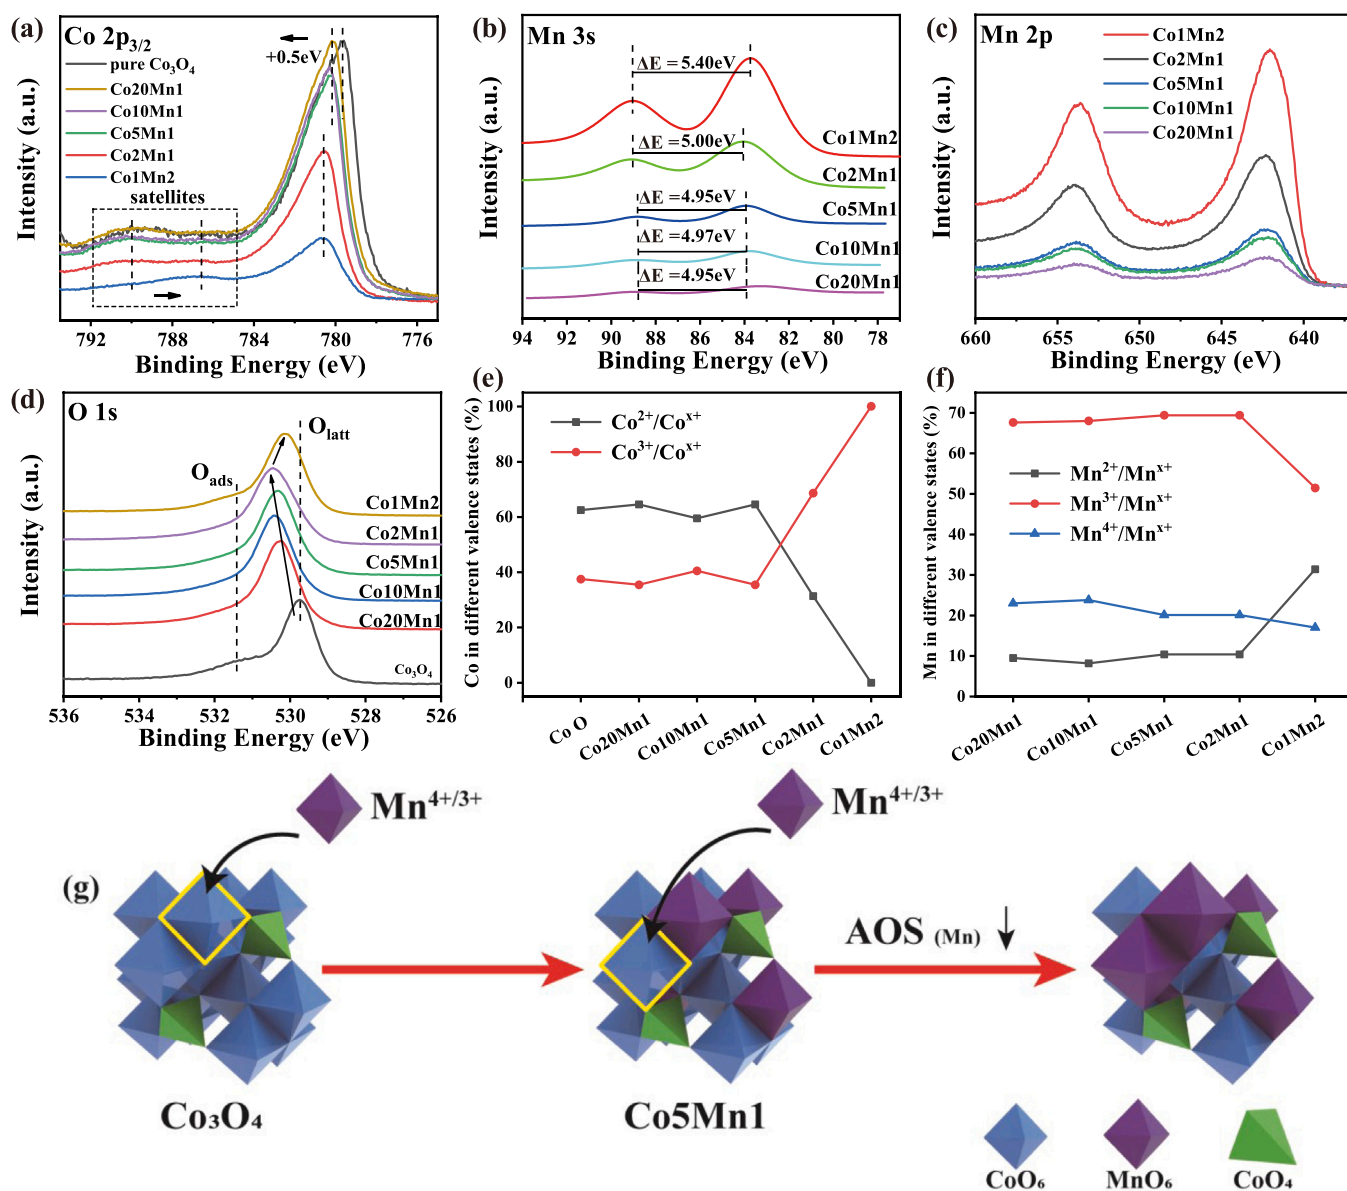 (a)
Co 2p3/2
+0.5eV
pure Co3O4
Co20Mn1
Co10Mn1
Co5Mn1
Co2Mn1
Co1Mn2
satellites
Intensity (a.u.)
792 788 784 780 776
Binding Energy (eV)
(b)
Mn 3s
ΔE = 5.40eV
Co1Mn2
ΔE = 5.00eV
Co2Mn1
ΔE = 4.95eV
Co5Mn1
ΔE = 4.97eV
Co10Mn1
ΔE = 4.95eV
Co20Mn1
Intensity (a.u.)
94 92 90 88 86 84 82 80 78
Binding Energy (eV)
(c)
Mn 2p
Co1Mn2
Co2Mn1
Co5Mn1
Co10Mn1
Co20Mn1
Intensity (a.u.)
660 655 650 645 640
Binding Energy (eV)
(d)
O 1s
Olatt
Oads
Co1Mn2
Co2Mn1
Co5Mn1
Co10Mn1
Co20Mn1
Co3O4
Intensity (a.u.)
536 534 532 530 528 526
Binding Energy (eV)
(e)
Co2+/Cox+
Co3+/Cox+
Co in different valence states (%)
100
80
60
40
20
0
Co O
Co20Mn1
Co10Mn1
Co5Mn1
Co2Mn1
Co1Mn2
(f)
Mn2+/Mnx+
Mn3+/Mnx+
Mn4+/Mnx+
Mn in different valence states (%)
70
60
50
40
30
20
10
0
Co20Mn1
Co10Mn1
Co5Mn1
Co2Mn1
Co1Mn2
(g)
Mn4+/3+
Mn4+/3+
AOS (Mn) ↓
Co₃O₄
Co5Mn1
CoO₆
MnO₆
CoO₄